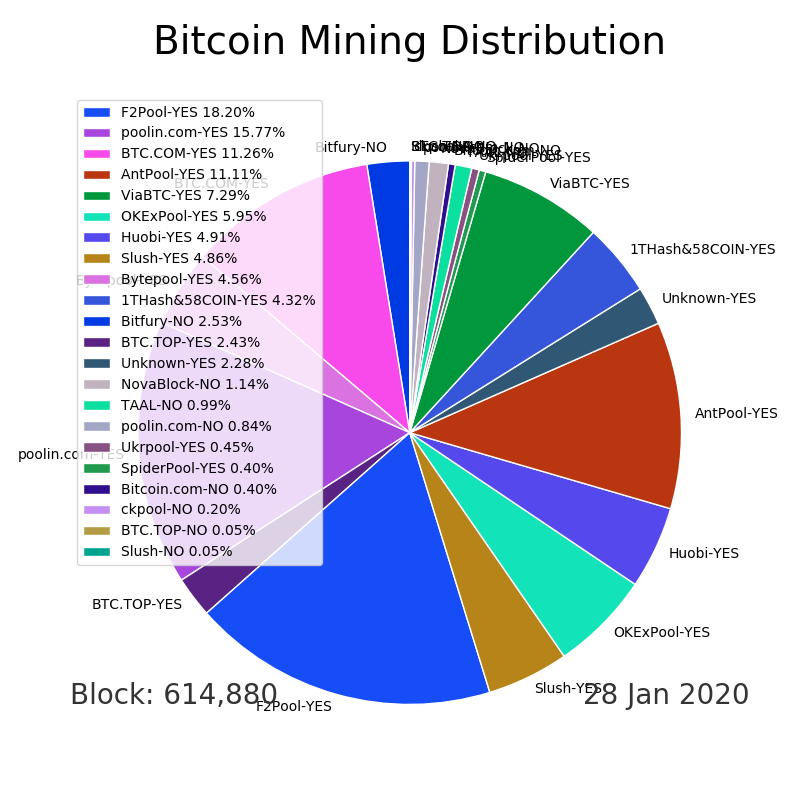 Bitcoin Mining Distribution
F2Pool-YES 18.20%
poolin.com-YES 15.77%
BTC.COM-YES 11.26%
AntPool-YES 11.11%
ViaBTC-YES 7.29%
OKExPool-YES 5.95%
Huobi-YES 4.91%
Slush-YES 4.86%
Bytepool-YES 4.56%
1THash&58COIN-YES 4.32%
Bitfury-NO 2.53%
BTC.TOP-YES 2.43%
Unknown-YES 2.28%
NovaBlock-NO 1.14%
TAAL-NO 0.99%
poolin.com-NO 0.84%
Ukrpool-YES 0.45%
SpiderPool-YES 0.40%
Bitcoin.com-NO 0.40%
ckpool-NO 0.20%
BTC.TOP-NO 0.05%
Slush-NO 0.05%
Bitfury-NO
SpiderPool-YES
ViaBTC-YES
BTC.COM-YES
1THash&58COIN-YES
Unknown-YES
AntPool-YES
poolin.com-YES
Huobi-YES
BTC.TOP-YES
OKExPool-YES
Slush-YES
F2Pool-YES
Block: 614,880
28 Jan 2020